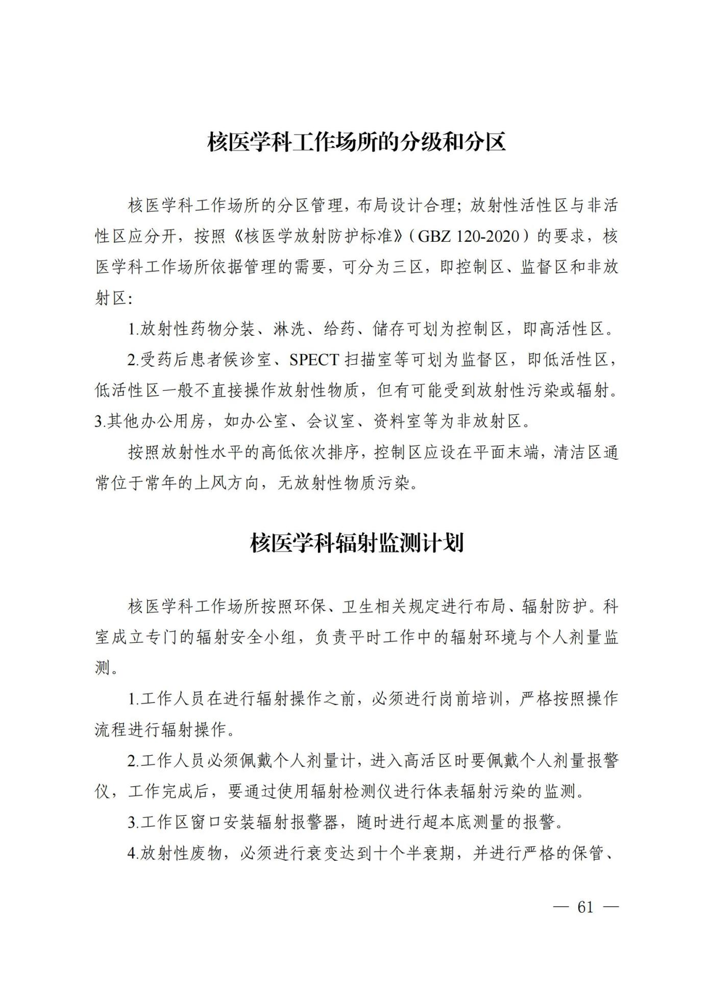 核医学科工作场所的分级和分区
核医学科工作场所的分区管理，布局设计合理；放射性活性区与非活
性区应分开，按照《核医学放射防护标准》（GBZ 120-2020）的要求，核
医学科工作场所依据管理的需要，可分为三区，即控制区、监督区和非放
射区：
1.放射性药物分装、淋洗、给药、储存可划为控制区，即高活性区。
2.受药后患者候诊室、SPECT 扫描室等可划为监督区，即低活性区，
低活性区一般不直接操作放射性物质，但有可能受到放射性污染或辐射。
3.其他办公用房，如办公室、会议室、资料室等为非放射区。
按照放射性水平的高低依次排序，控制区应设在平面末端，清洁区通
常位于常年的上风方向，无放射性物质污染。
核医学科辐射监测计划
核医学科工作场所按照环保、卫生相关规定进行布局、辐射防护。科
室成立专门的辐射安全小组，负责平时工作中的辐射环境与个人剂量监
测。
1.工作人员在进行辐射操作之前，必须进行岗前培训，严格按照操作
流程进行辐射操作。
2.工作人员必须佩戴个人剂量计，进入高活区时要佩戴个人剂量报警
仪，工作完成后，要通过使用辐射检测仪进行体表辐射污染的监测。
3.工作区窗口安装辐射报警器，随时进行超本底测量的报警。
4.放射性废物，必须进行衰变达到十个半衰期，并进行严格的保管、
— 61 —